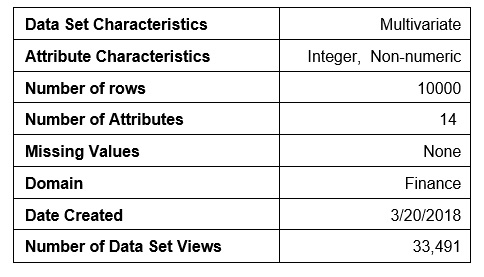 Data Set Characteristics Multivariate
Attribute Characteristics Integer, Non-numeric
Number of rows 10000
Number of Attributes 14
Missing Values None
Domain Finance
Date Created 3/20/2018
Number of Data Set Views 33,491